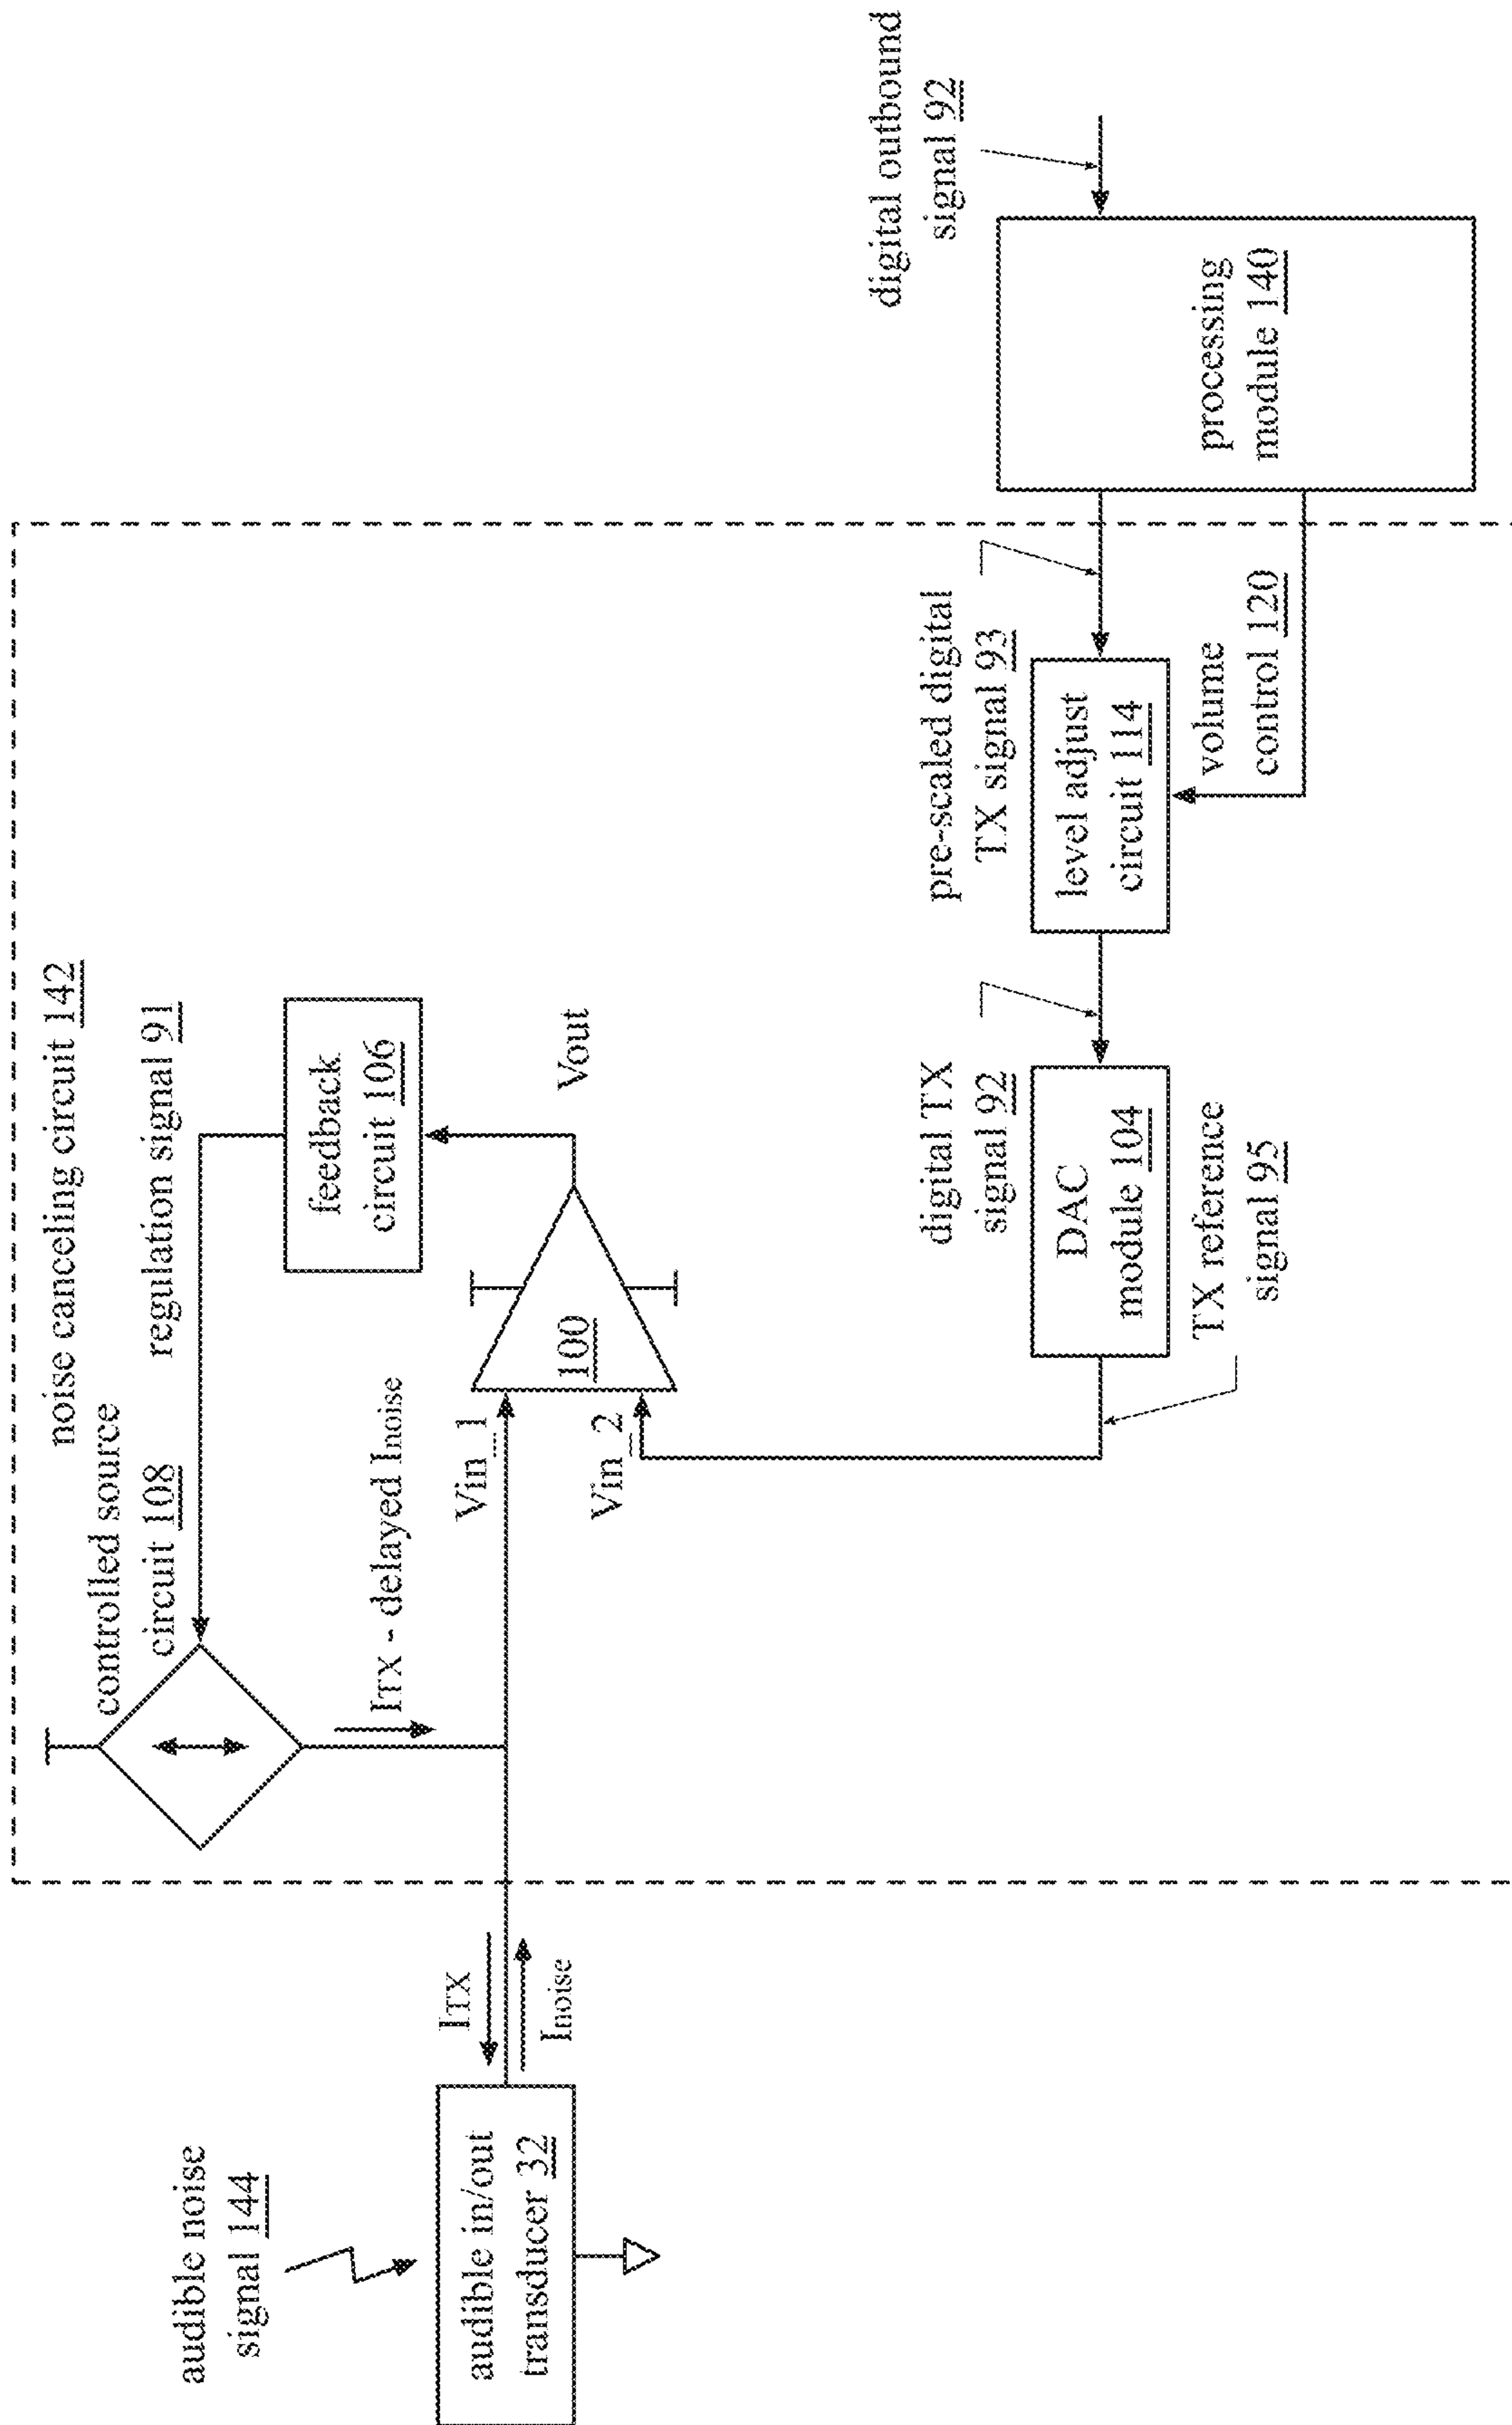 noise canceling circuit 142
controlled source
circuit 108
regulation signal 91
feedback
circuit 106
audible noise
signal 144
audible in/out
transducer 32
ITX
Inoise
ITX - delayed Inoise
Vin_1
Vin_2
100
Vout
digital outbound
signal 92
pre-scaled digital
TX signal 93
digital TX
signal 92
DAC
module 104
level adjust
circuit 114
processing
module 140
TX reference
signal 95
volume
control 120